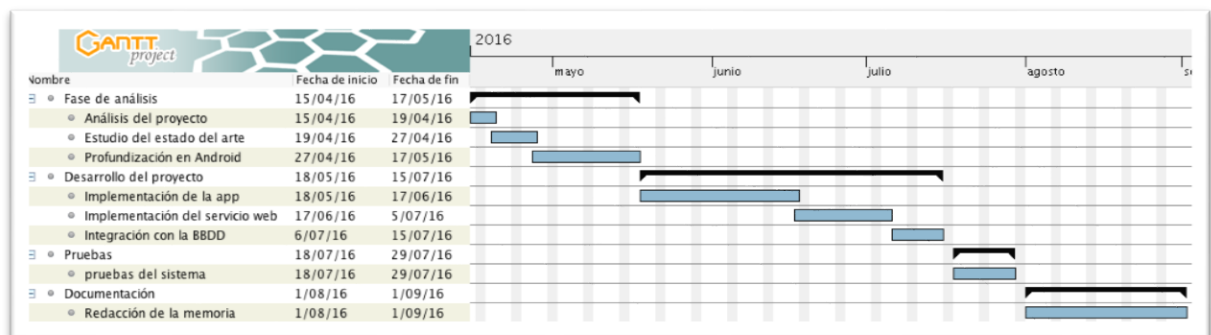 GANTT project
2016
mayo junio julio agosto
Nombre Fecha de inicio Fecha de fin
Fase de análisis 15/04/16 17/05/16
Análisis del proyecto 15/04/16 19/04/16
Estudio del estado del arte 19/04/16 27/04/16
Profundización en Android 27/04/16 17/05/16
Desarrollo del proyecto 18/05/16 15/07/16
Implementación de la app 18/05/16 17/06/16
Implementación del servicio web 17/06/16 5/07/16
Integración con la BBDD 6/07/16 15/07/16
Pruebas 18/07/16 29/07/16
pruebas del sistema 18/07/16 29/07/16
Documentación 1/08/16 1/09/16
Redacción de la memoria 1/08/16 1/09/16